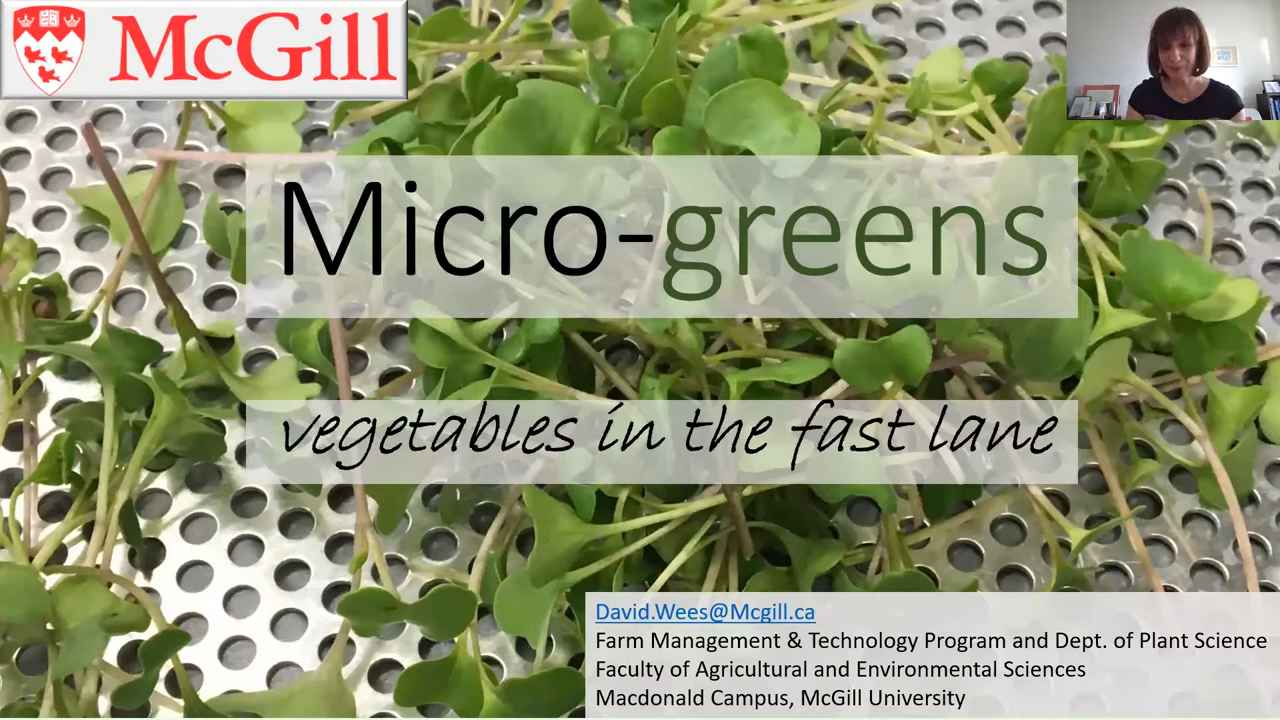 McGill
Micro-greens
vegetables in the fast lane
David.Wees@Mcgill.ca
Farm Management & Technology Program and Dept. of Plant Science
Faculty of Agricultural and Environmental Sciences
Macdonald Campus, McGill University